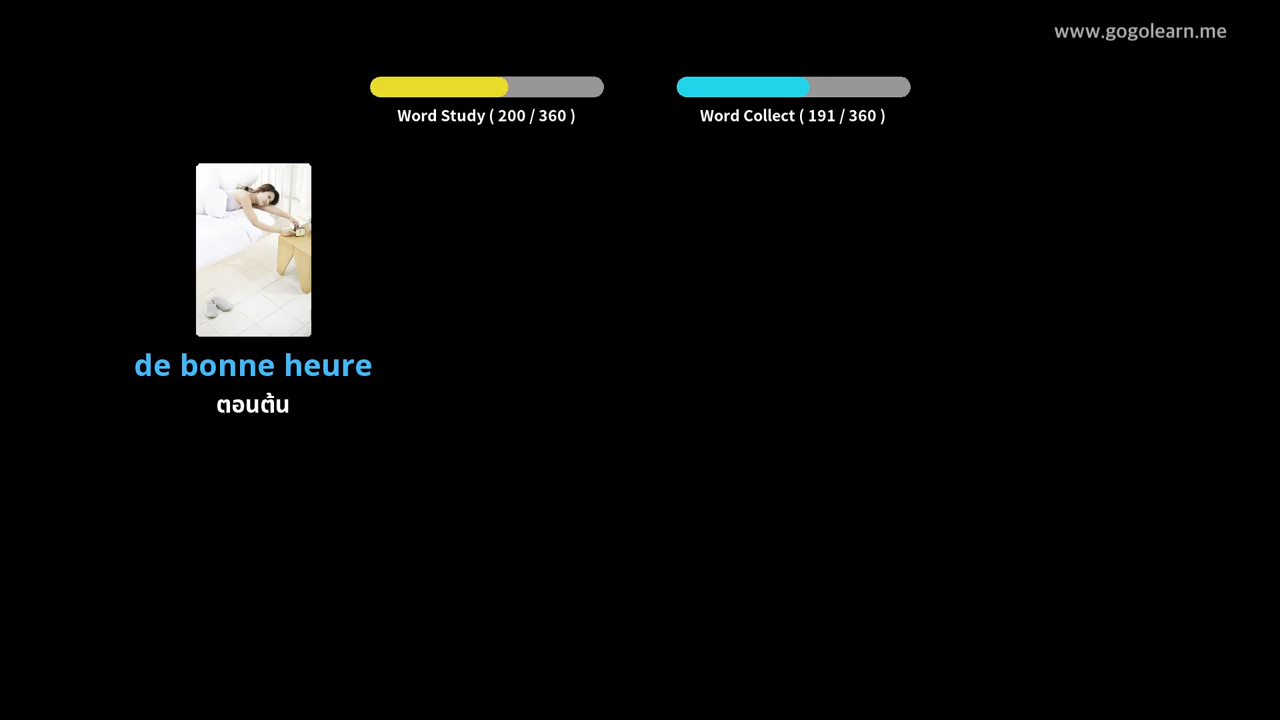 www.gogolearn.me
Word Study ( 200 / 360 )
Word Collect ( 191 / 360 )
de bonne heure
ตอนต้น